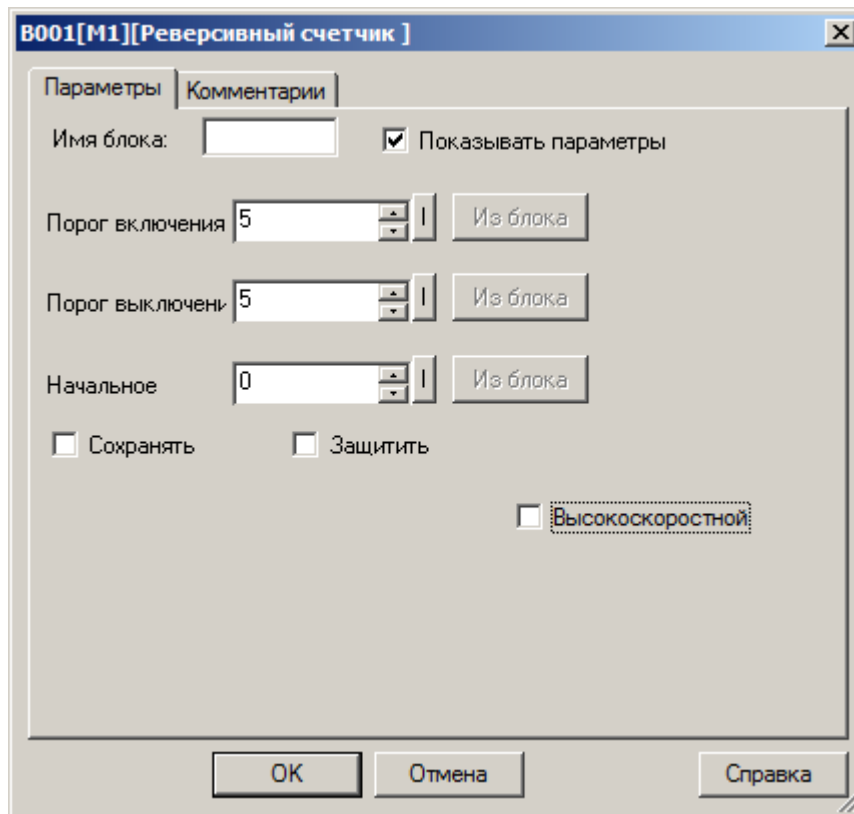 B001[M1][Реверсивный счетчик ]
Параметры Комментарии
Имя блока: Показывать параметры
Порог включения 5 I Из блока
Порог выключени 5 I Из блока
Начальное 0 I Из блока
Сохранять Защитить
Высокоскоростной
OK Отмена Справка